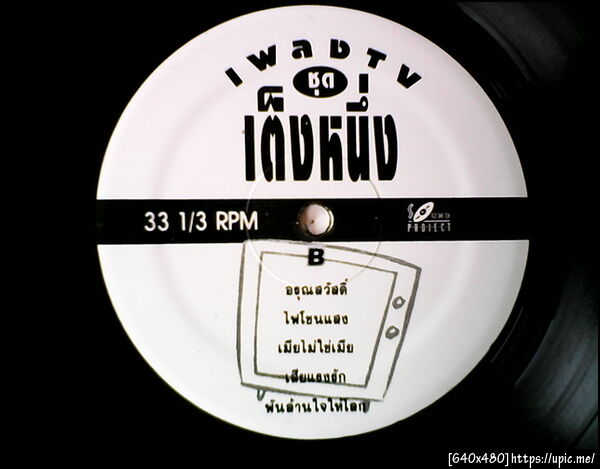 เพลงTV
ชุด
เต็งหนึ่ง
33 1/3 RPM
SOUND
PROJECT
B
อรุณสวัสดิ์
ไฟโชนแสง
เมียไม่ใช่เมีย
เสียแรงรัก
พันล้านใจให้โลก
[640x480]https://upic.me/